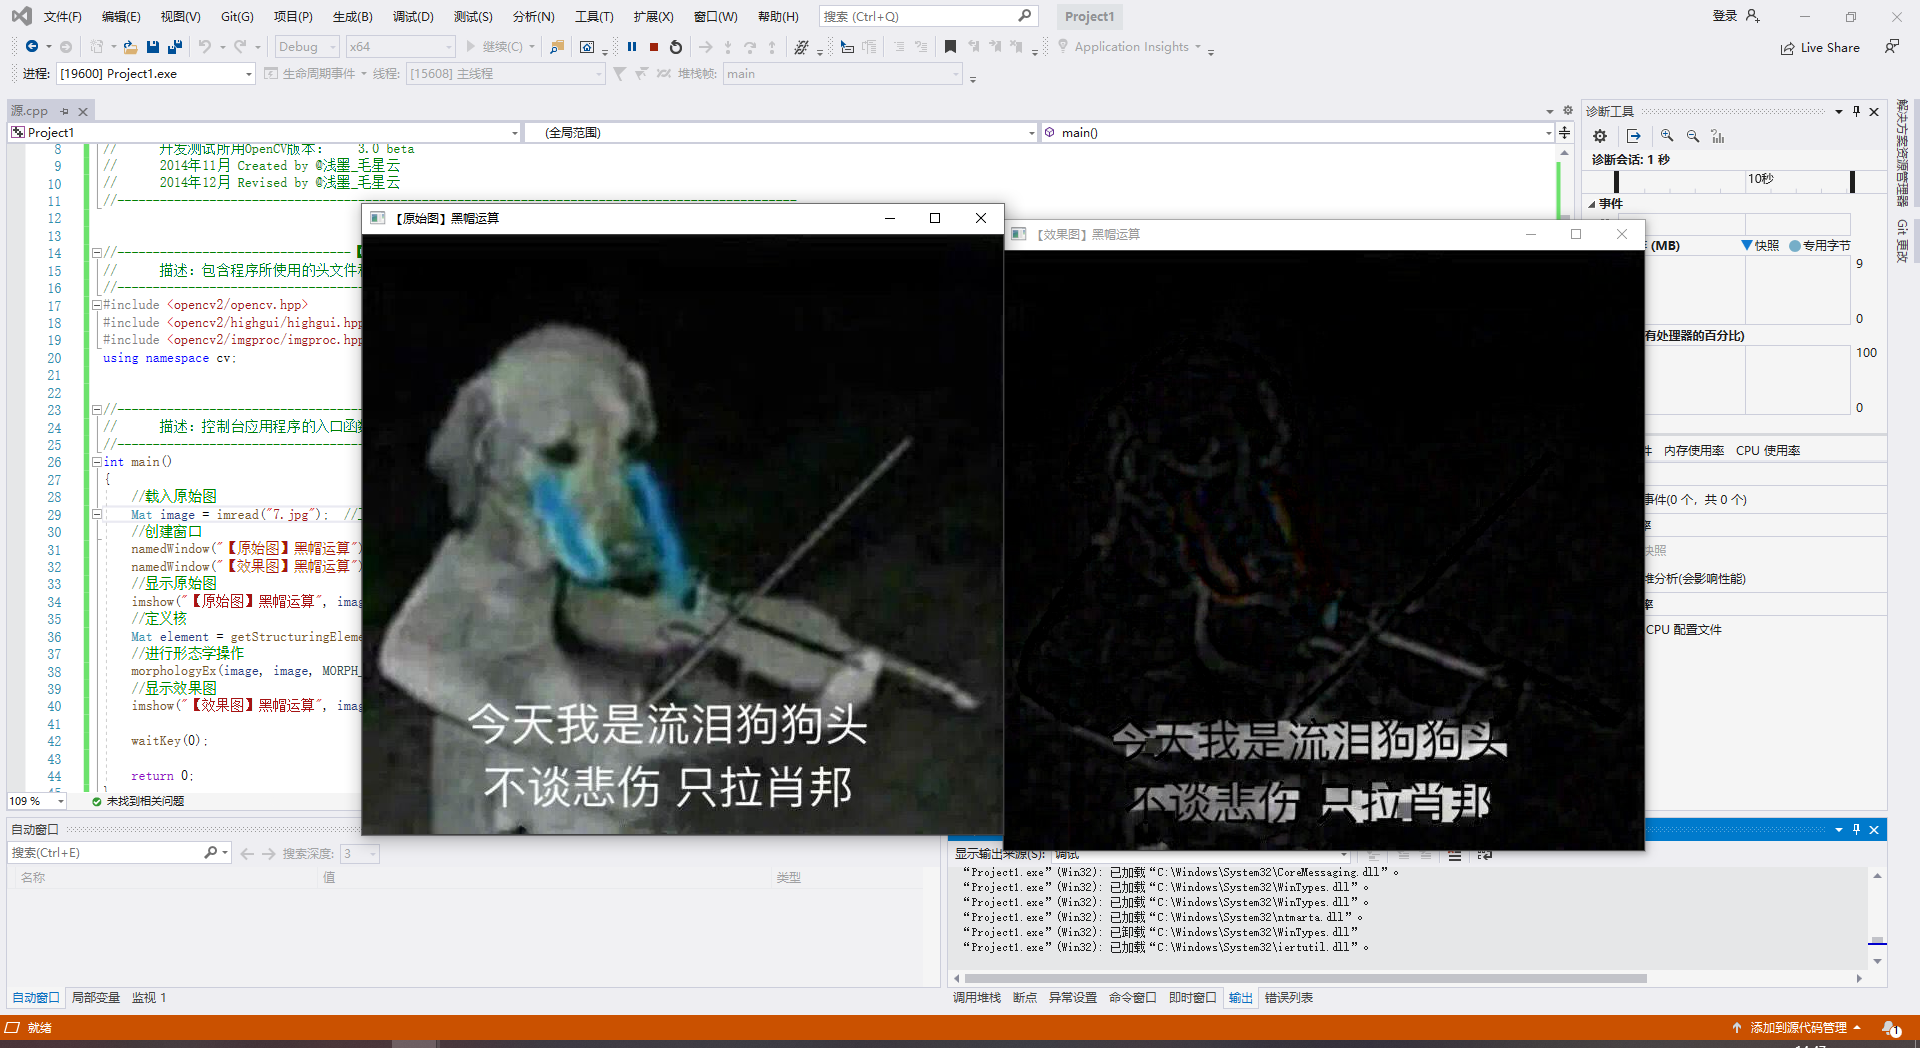 文件(F) 编辑(E) 视图(V) Git(G) 项目(P) 生成(B) 调试(D) 测试(S) 分析(N) 工具(T) 扩展(X) 窗口(W) 帮助(H) 搜索 (Ctrl+Q) Project1 登录
Debug x64 继续(C) Application Insights Live Share
进程: [19600] Project1.exe 生命周期事件 线程: [15608] 主线程 堆栈帧: main
源.cpp
Project1 (全局范围) main()
8 // 开发测试所用OpenCV版本: 3.0 beta
9 // 2014年11月 Created by @浅墨_毛星云
10 // 2014年12月 Revised by @浅墨_毛星云
11 //------------------------------------------------------------------------------------------------
12
13
14 //---------------------------------
15 // 描述: 包含程序所使用的头文件
16 //-----------------------------------
17 #include <opencv2/opencv.hpp>
18 #include <opencv2/highgui/highgui.hpp
19 #include <opencv2/imgproc/imgproc.hpp
20 using namespace cv;
21
22
23 //-----------------------------------
24 // 描述: 控制台应用程序的入口函数
25 //-----------------------------------
26 int main()
27 {
28 //载入原始图
29 Mat image = imread("7.jpg"); //
30 //创建窗口
31 namedWindow("【原始图】黑帽运算")
32 namedWindow("【效果图】黑帽运算")
33 //显示原始图
34 imshow("【原始图】黑帽运算", imag
35 //定义核
36 Mat element = getStructuringEleme
37 //进行形态学操作
38 morphologyEx(image, image, MORPH_
39 //显示效果图
40 imshow("【效果图】黑帽运算", imag
41
42 waitKey(0);
43
44 return 0;
109 % 未找到相关问题
【原始图】黑帽运算
今天我是流泪狗狗头
不谈悲伤 只拉肖邦
【效果图】黑帽运算
今天我是流泪狗狗头
不谈悲伤 只拉肖邦
诊断工具
诊断会话: 1 秒
10秒
事件
(MB) 快照 专用字节
9
0
有处理器的百分比)
100
0
件 内存使用率 CPU 使用率
事件(0 个, 共 0 个)
率
快照
堆分析(会影响性能)
率
CPU 配置文件
解决方案资源管理器
Git 更改
自动窗口
搜索(Ctrl+E) 搜索深度: 3
名称 值 类型
自动窗口 局部变量 监视 1
显示输出来源(S): 调试
“Project1.exe”(Win32): 已加载“C:\Windows\System32\CoreMessaging.dll”。
“Project1.exe”(Win32): 已加载“C:\Windows\System32\WinTypes.dll”。
“Project1.exe”(Win32): 已加载“C:\Windows\System32\WinTypes.dll”。
“Project1.exe”(Win32): 已加载“C:\Windows\System32\ntmarta.dll”。
“Project1.exe”(Win32): 已卸载“C:\Windows\System32\WinTypes.dll”
“Project1.exe”(Win32): 已加载“C:\Windows\System32\iertutil.dll”。
调用堆栈 断点 异常设置 命令窗口 即时窗口 输出 错误列表
就绪 添加到源代码管理 1